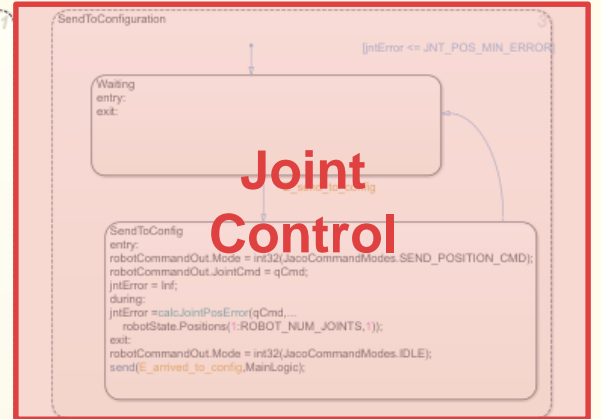 1
SendToConfiguration
3
[jntError <= JNT_POS_MIN_ERROR]
Waiting
entry:
exit:
Joint
Control
SendToConfig
entry:
robotCommandOut.Mode = int32(JacoCommandModes.SEND_POSITION_CMD);
robotCommandOut.JointCmd = qCmd;
jntError = Inf;
during:
jntError =calcJointPosError(qCmd,...
robotState.Positions(1:ROBOT_NUM_JOINTS,1));
exit:
robotCommandOut.Mode = int32(JacoCommandModes.IDLE);
send(E_arrived_to_config,MainLogic);